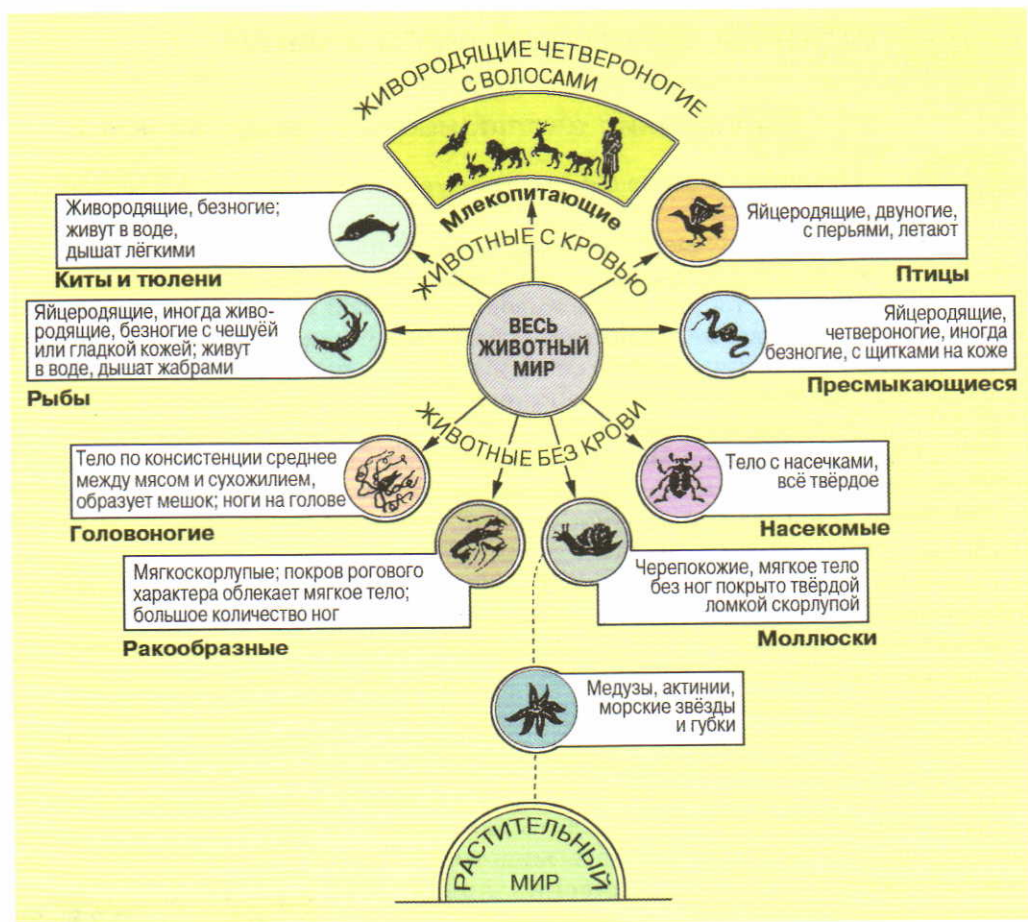 ЖИВОРОДЯЩИЕ ЧЕТВЕРОНОГИЕ
С ВОЛОСАМИ
Млекопитающие
Живородящие, безногие;
живут в воде,
дышат лёгкими
Киты и тюлени
Яйцеродящие, двуногие,
с перьями, летают
Птицы
ЖИВОТНЫЕ С КРОВЬЮ
Яйцеродящие, иногда живо-
родящие, безногие с чешуёй
или гладкой кожей; живут
в воде, дышат жабрами
Рыбы
ВЕСЬ
ЖИВОТНЫЙ
МИР
Яйцеродящие,
четвероногие, иногда
безногие, с щитками на коже
Пресмыкающиеся
ЖИВОТНЫЕ БЕЗ КРОВИ
Тело по консистенции среднее
между мясом и сухожилием,
образует мешок; ноги на голове
Головоногие
Тело с насечками,
всё твёрдое
Насекомые
Мягкоскорлупые; покров рогового
характера облекает мягкое тело;
большое количество ног
Ракообразные
Черепокожие, мягкое тело
без ног покрыто твёрдой
ломкой скорлупой
Моллюски
Медузы, актинии,
морские звёзды
и губки
РАСТИТЕЛЬНЫЙ
МИР